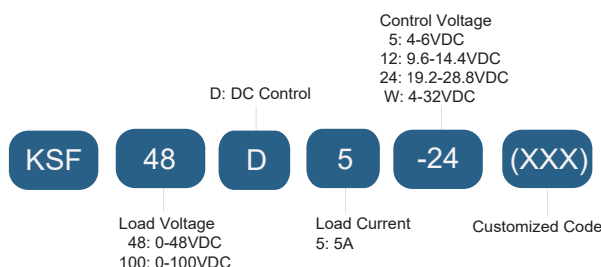 Control Voltage
5: 4-6VDC
12: 9.6-14.4VDC
24: 19.2-28.8VDC
W: 4-32VDC
D: DC Control
KSF 48 D 5 -24 (XXX)
Load Voltage
48: 0-48VDC
100: 0-100VDC
Load Current
5: 5A
Customized Code